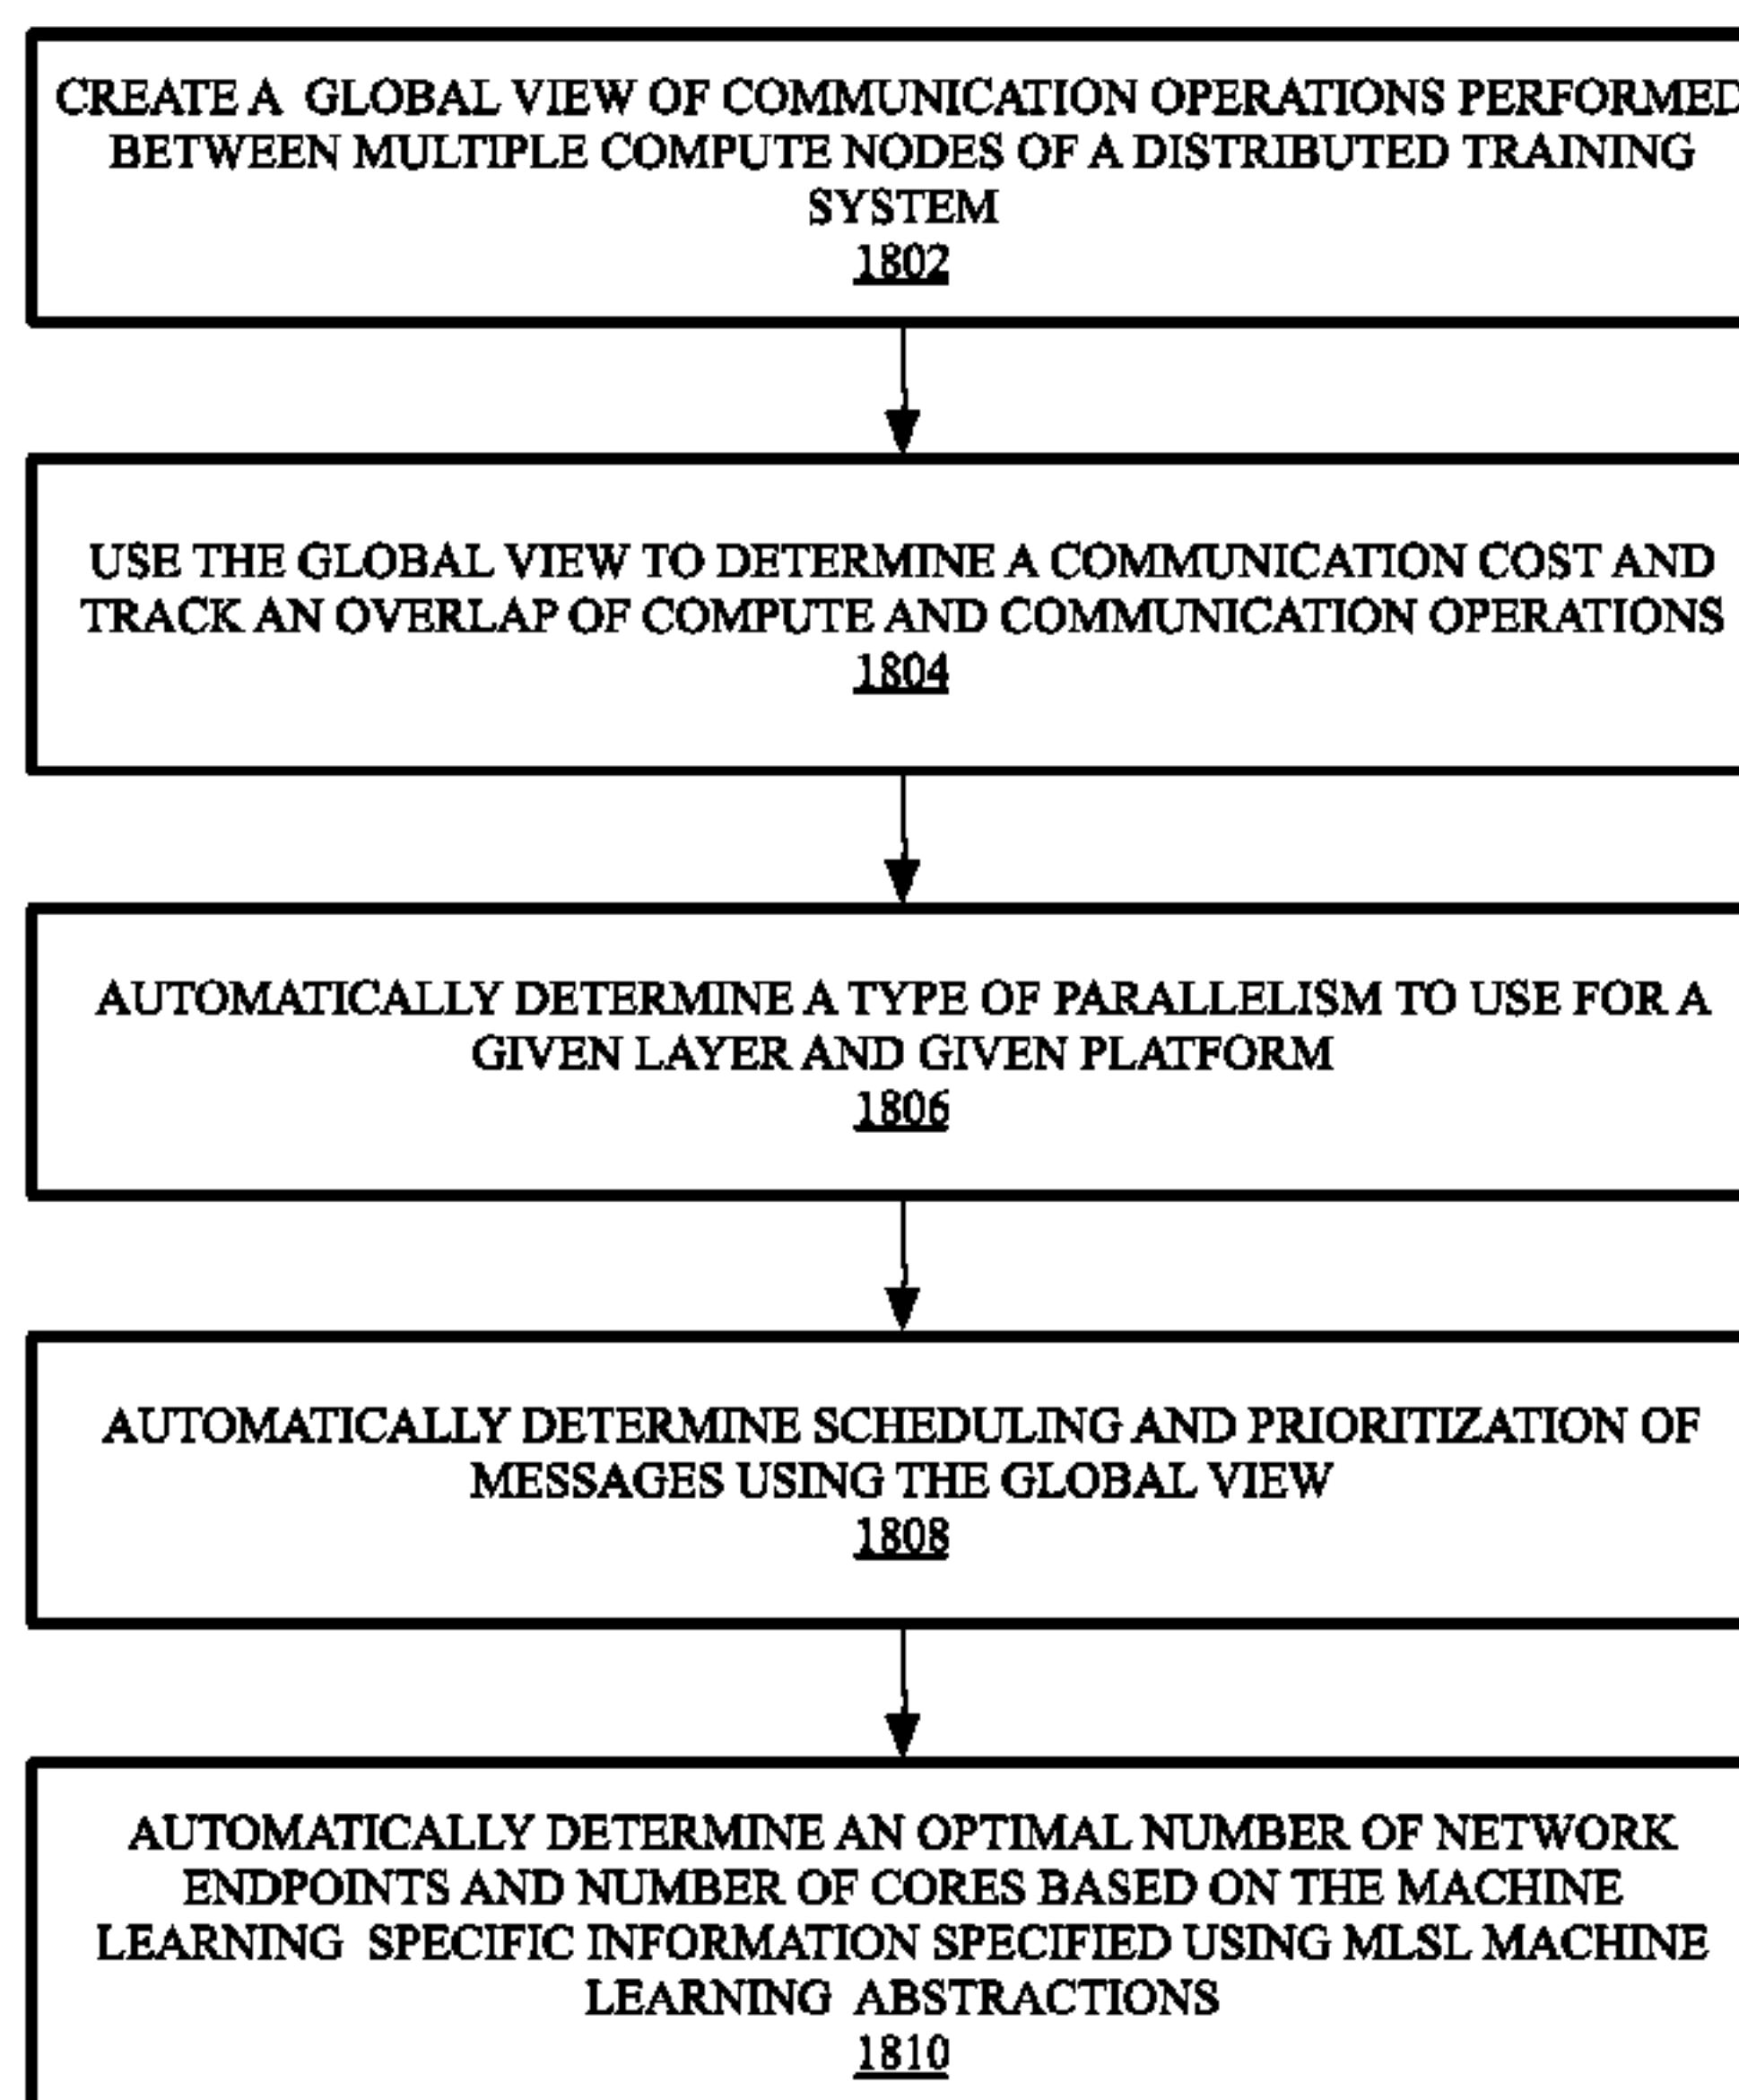 CREATE A GLOBAL VIEW OF COMMUNICATION OPERATIONS PERFORMED
BETWEEN MULTIPLE COMPUTE NODES OF A DISTRIBUTED TRAINING
SYSTEM
1802
USE THE GLOBAL VIEW TO DETERMINE A COMMUNICATION COST AND
TRACK AN OVERLAP OF COMPUTE AND COMMUNICATION OPERATIONS
1804
AUTOMATICALLY DETERMINE A TYPE OF PARALLELISM TO USE FOR A
GIVEN LAYER AND GIVEN PLATFORM
1806
AUTOMATICALLY DETERMINE SCHEDULING AND PRIORITIZATION OF
MESSAGES USING THE GLOBAL VIEW
1808
AUTOMATICALLY DETERMINE AN OPTIMAL NUMBER OF NETWORK
ENDPOINTS AND NUMBER OF CORES BASED ON THE MACHINE
LEARNING SPECIFIC INFORMATION SPECIFIED USING MLSL MACHINE
LEARNING ABSTRACTIONS
1810